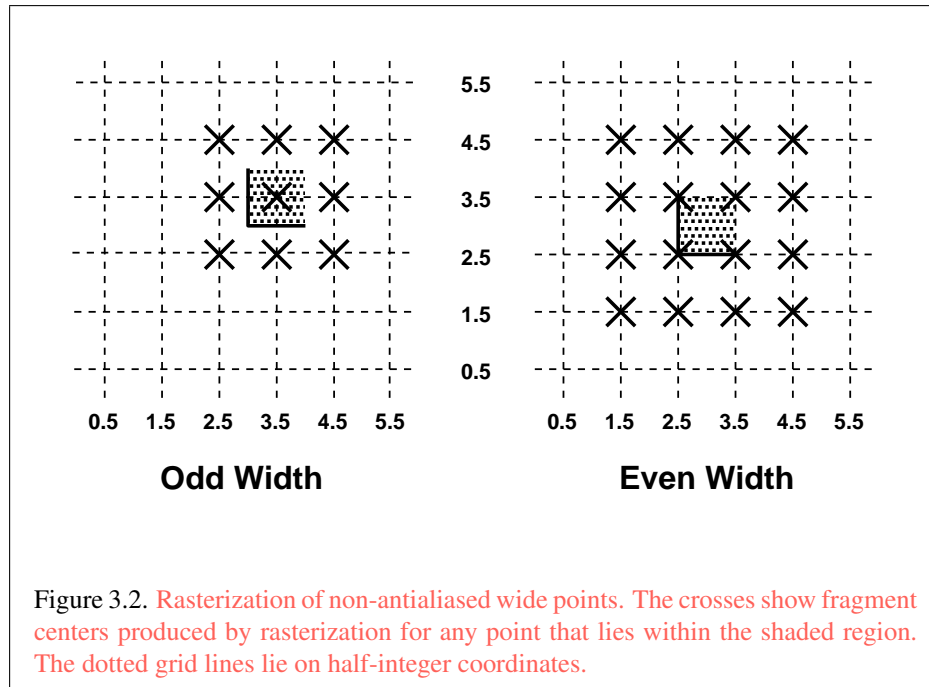 5.5
4.5
3.5
2.5
1.5
0.5
0.5 1.5 2.5 3.5 4.5 5.5
0.5 1.5 2.5 3.5 4.5 5.5
Odd Width
Even Width
Figure 3.2. Rasterization of non-antialiased wide points. The crosses show fragment
centers produced by rasterization for any point that lies within the shaded region.
The dotted grid lines lie on half-integer coordinates.